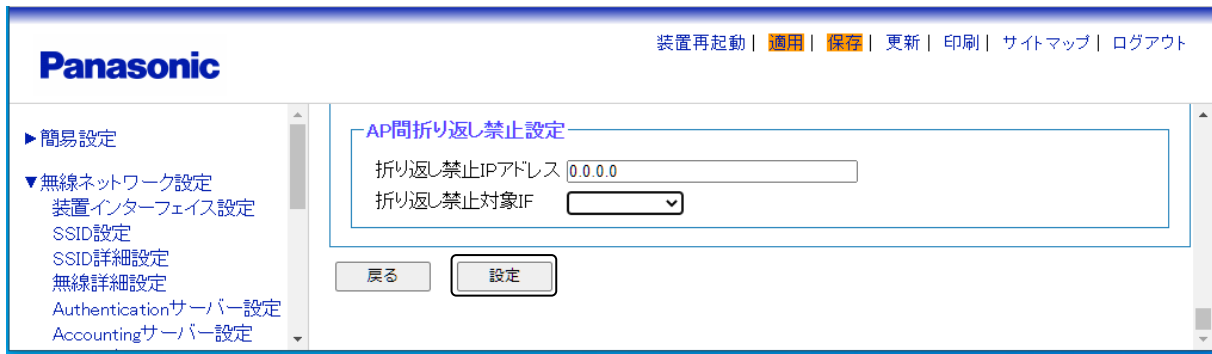 装置再起動 | 適用 | 保存 | 更新 | 印刷 | サイトマップ | ログアウト
Panasonic
▶簡易設定
▼無線ネットワーク設定
装置インターフェイス設定
SSID設定
SSID詳細設定
無線詳細設定
Authenticationサーバー設定
Accountingサーバー設定
AP間折り返し禁止設定
折り返し禁止IPアドレス 0.0.0.0
折り返し禁止対象IF
戻る 設定